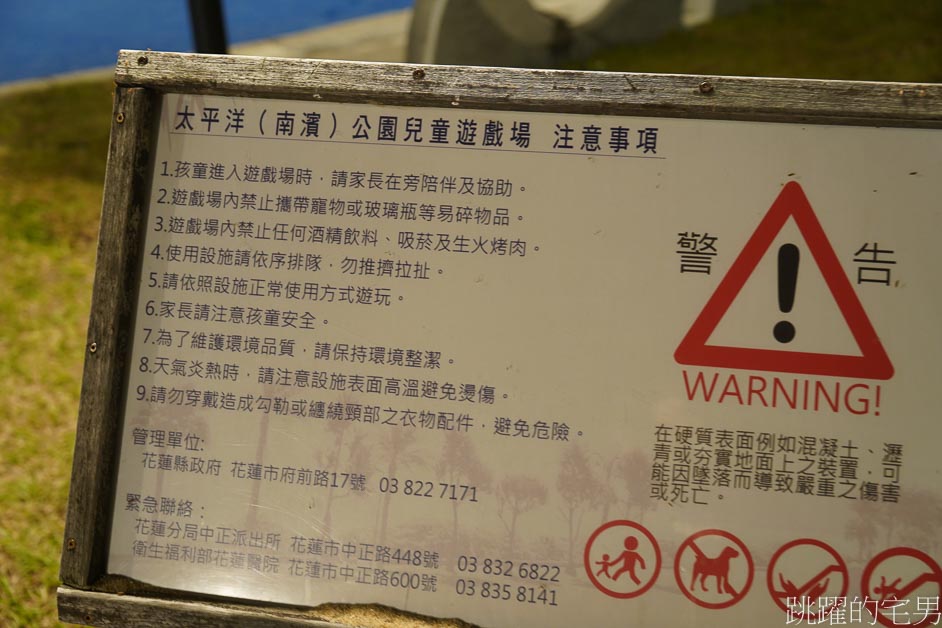 太平洋（南濱）公園兒童遊戲場 注意事項
1.孩童進入遊戲場時，請家長在旁陪伴及協助。
2.遊戲場內禁止攜帶寵物或玻璃瓶等易碎物品。
3.遊戲場內禁止任何酒精飲料、吸菸及生火烤肉。
4.使用設施請依序排隊，勿推擠拉扯。
5.請依照設施正常使用方式遊玩。
6.家長請注意孩童安全。
7.為了維護環境品質，請保持環境整潔。
8.天氣炎熱時，請注意設施表面高溫避免燙傷。
9.請勿穿戴造成勾勒或纏繞頸部之衣物配件，避免危險。
管理單位:
花蓮縣政府 花蓮市府前路17號 03 822 7171
緊急聯絡：
花蓮分局中正派出所 花蓮市中正路448號 03 832 6822
衛生福利部花蓮醫院 花蓮市中正路600號 03 835 8141
警告
WARNING!
在硬質表面例如混凝土、瀝
青或夯實地面上之裝置，可
能因墜落而導致嚴重之傷害
或死亡。
跳躍的宅男